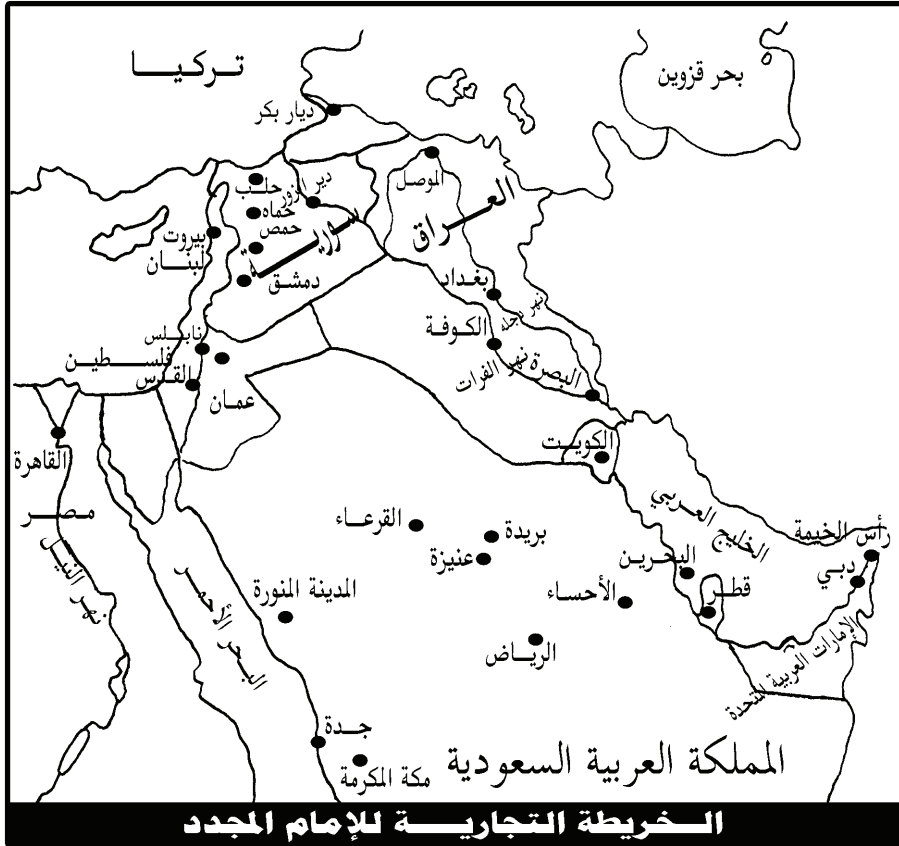 تركيا
بحر قزوين
ديار بكر
الموصل
حلب
دير الزور
حماه
حمص
سوريا
العراق
بيروت
لبنان
دمشق
بغداد
نهر دجله
الكوفة
نابلس
فلسطين
القدس
عمان
البصرة
نهر الفرات
القاهرة
الكويت
مصر
القرعاء
بريدة
عنيزة
الخليج العربي
رأس الخيمة
دبي
البحرين
قطر
نهر النيل
المدينة المنورة
الأحساء
البحر الأحمر
الرياض
الإمارات العربية المتحدة
جدة
مكة المكرمة
المملكة العربية السعودية
الخريطة التجارية للإمام المجدد